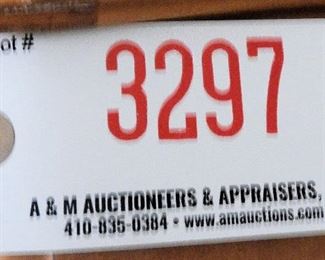 ot #
3297
A & M AUCTIONEERS & APPRAISERS,
410-835-0384 • www.amauctions.com